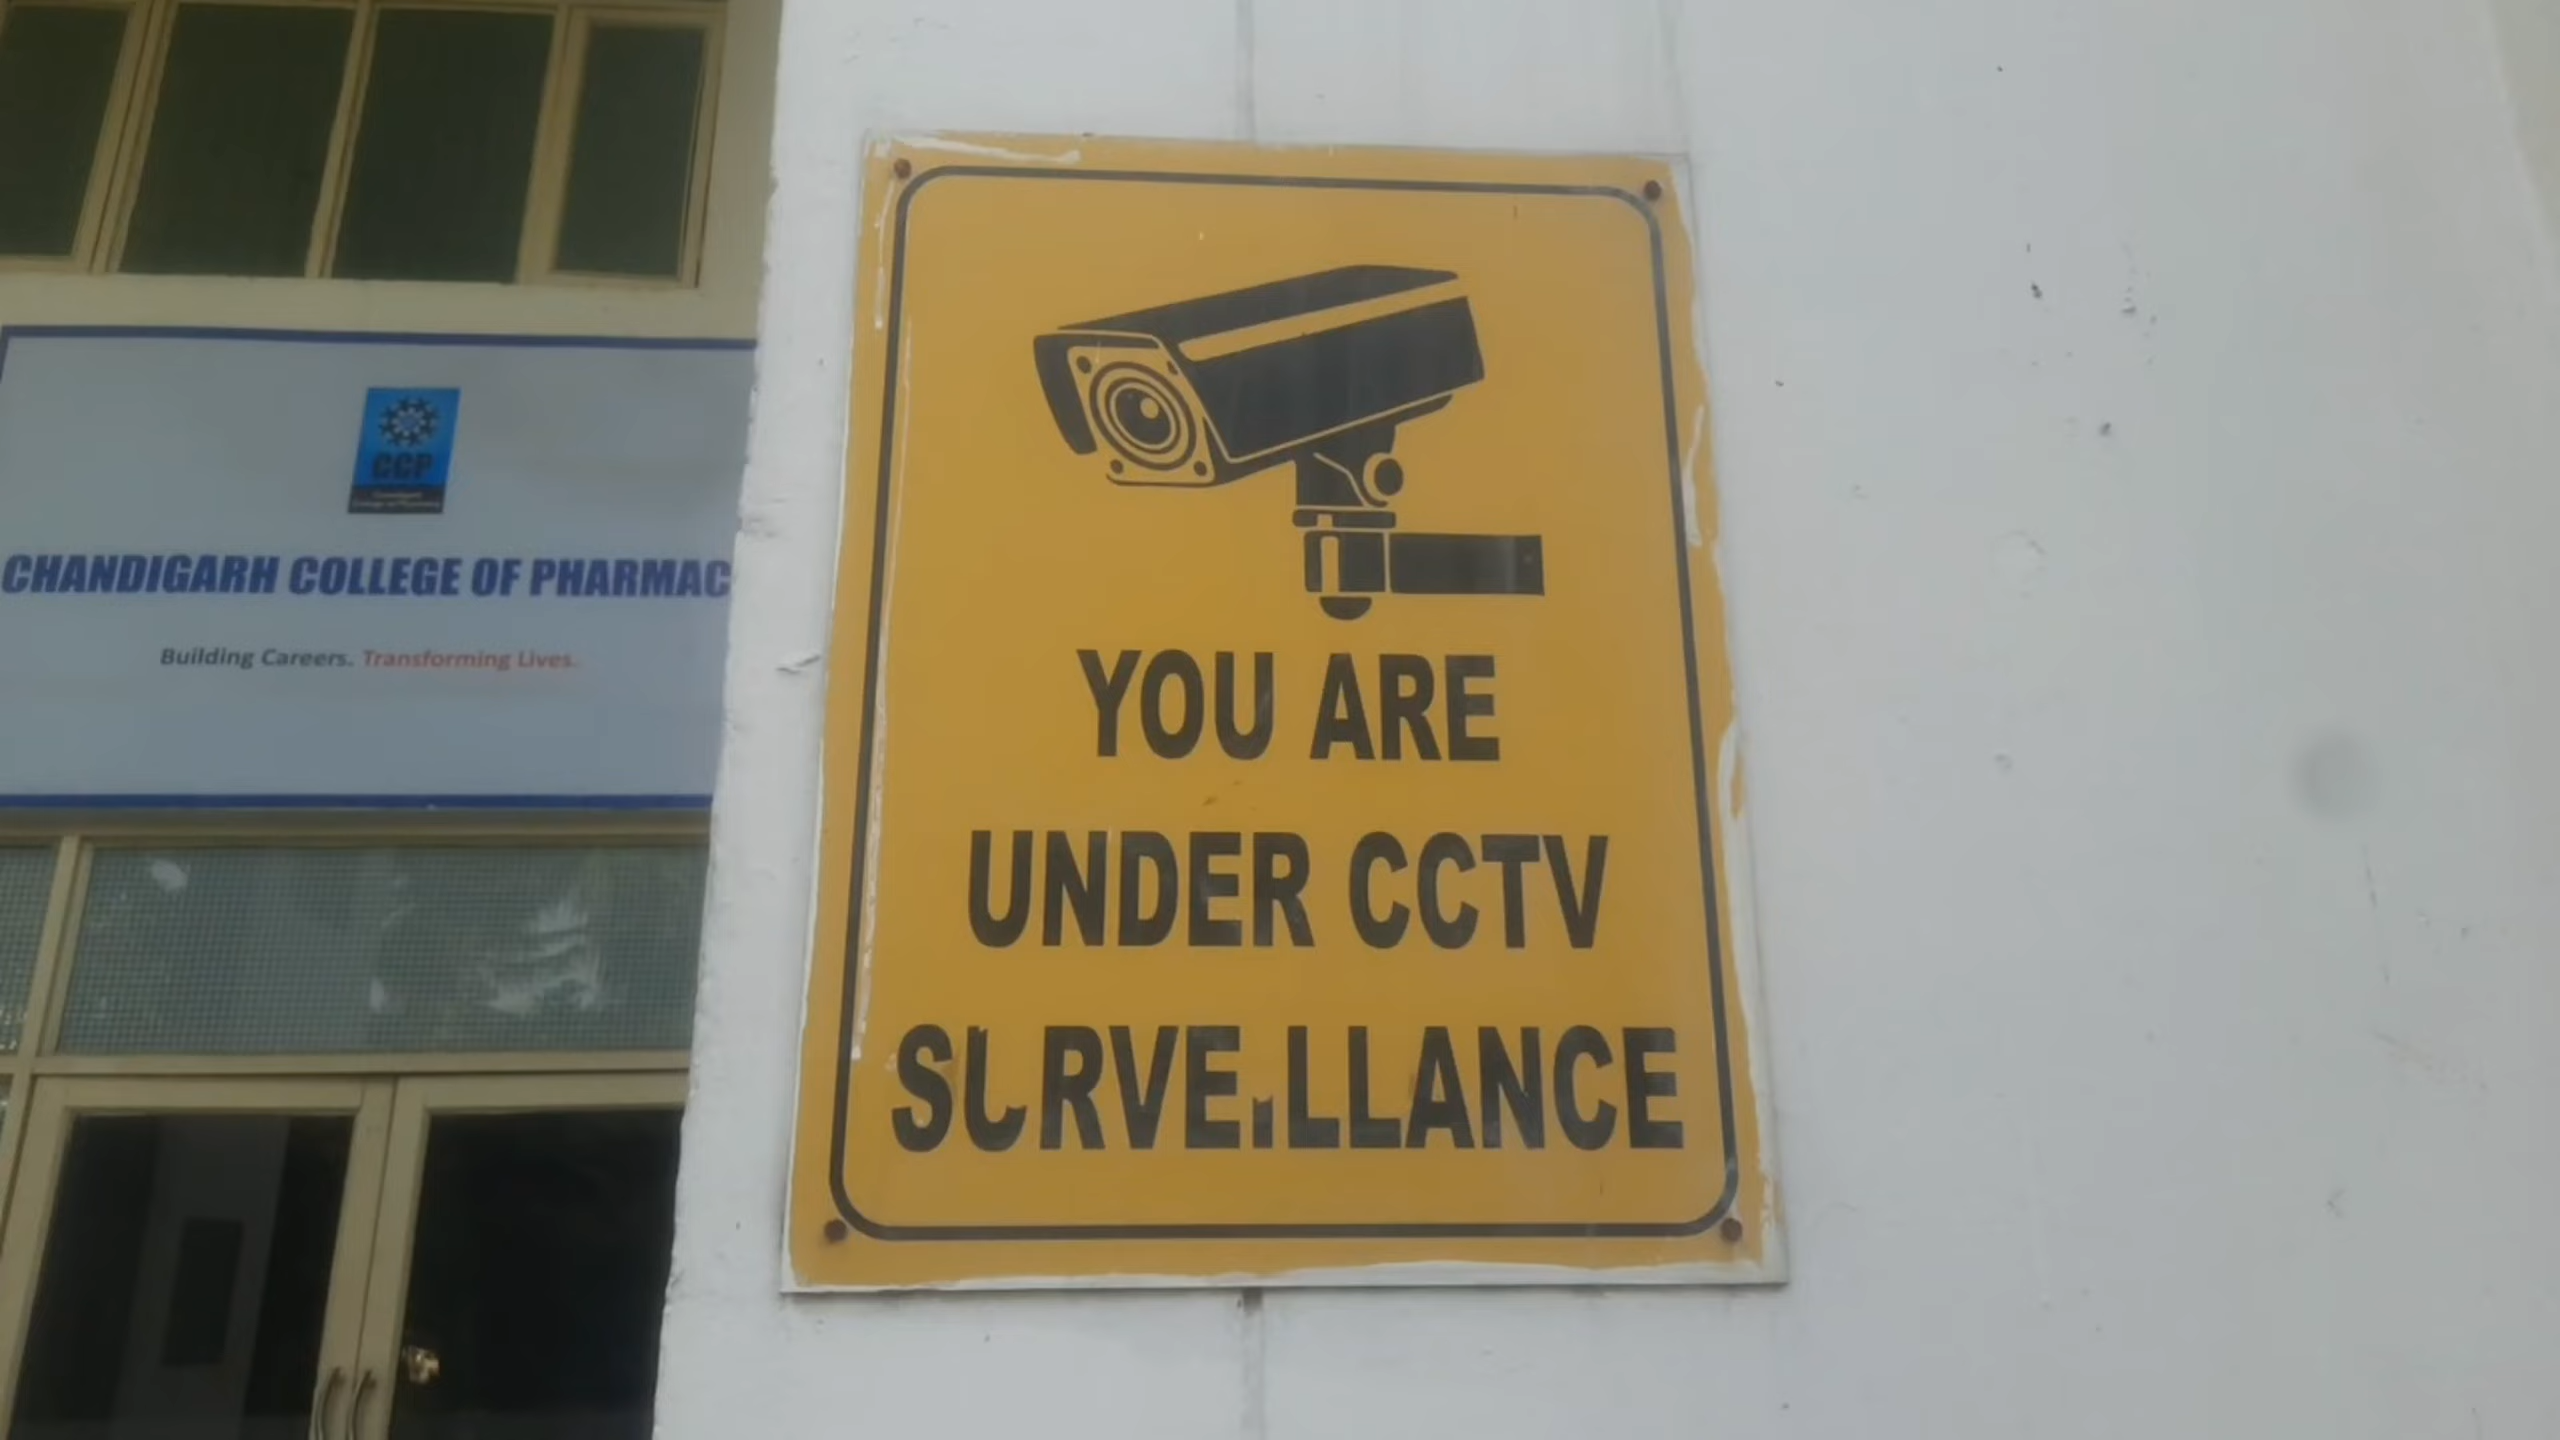 CCP
CHANDIGARH COLLEGE OF PHARMAC
Building Careers. Transforming Lives.
YOU ARE
UNDER CCTV
SURVEILLANCE